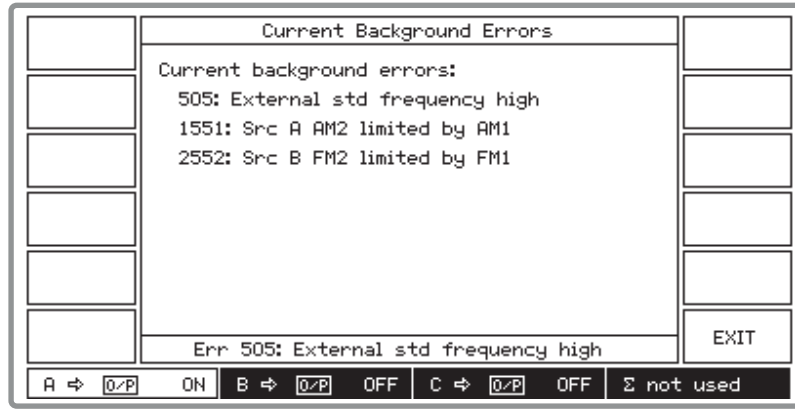 Current Background Errors
Current background errors:
505: External std frequency high
1551: Src A AM2 limited by AM1
2552: Src B FM2 limited by FM1
EXIT
Err 505: External std frequency high
A ⇨ O/P ON B ⇨ O/P OFF C ⇨ O/P OFF Σ not used